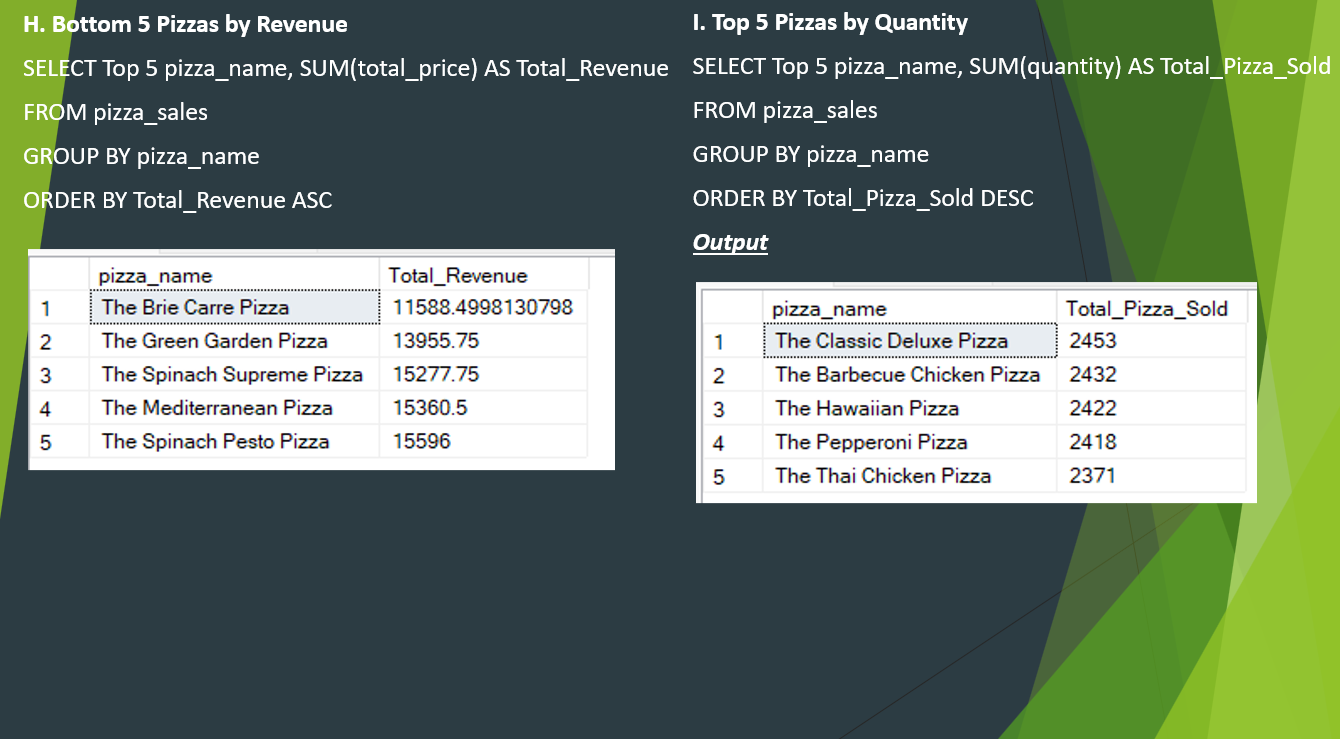 H. Bottom 5 Pizzas by Revenue
SELECT Top 5 pizza_name, SUM(total_price) AS Total_Revenue
FROM pizza_sales
GROUP BY pizza_name
ORDER BY Total_Revenue ASC
pizza_name Total_Revenue
1 The Brie Carre Pizza 11588.4998130798
2 The Green Garden Pizza 13955.75
3 The Spinach Supreme Pizza 15277.75
4 The Mediterranean Pizza 15360.5
5 The Spinach Pesto Pizza 15596
I. Top 5 Pizzas by Quantity
SELECT Top 5 pizza_name, SUM(quantity) AS Total_Pizza_Sold
FROM pizza_sales
GROUP BY pizza_name
ORDER BY Total_Pizza_Sold DESC
Output
pizza_name Total_Pizza_Sold
1 The Classic Deluxe Pizza 2453
2 The Barbecue Chicken Pizza 2432
3 The Hawaiian Pizza 2422
4 The Pepperoni Pizza 2418
5 The Thai Chicken Pizza 2371